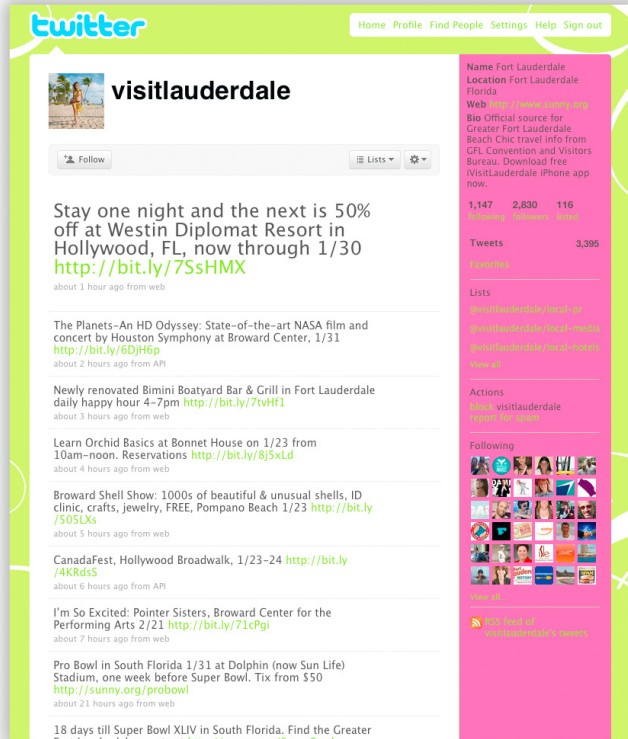 twitter
Home Profile Find People Settings Help Sign out
visitlauderdale
Follow
Lists
Stay one night and the next is 50%
off at Westin Diplomat Resort in
Hollywood, FL, now through 1/30
http://bit.ly/7SsHMX
about 1 hour ago from web
The Planets-An HD Odyssey: State-of-the-art NASA film and
concert by Houston Symphony at Broward Center, 1/31
http://bit.ly/6DjH6p
about 2 hours ago from API
Newly renovated Bimini Boatyard Bar & Grill in Fort Lauderdale
daily happy hour 4-7pm http://bit.ly/7tvHf1
about 3 hours ago from web
Learn Orchid Basics at Bonnet House on 1/23 from
10am-noon. Reservations http://bit.ly/8j5xLd
about 4 hours ago from web
Broward Shell Show: 1000s of beautiful & unusual shells, ID
clinic, crafts, jewelry, FREE, Pompano Beach 1/23 http://bit.ly
/505LXs
about 5 hours ago from web
CanadaFest, Hollywood Broadwalk, 1/23-24 http://bit.ly
/4KRdsS
about 6 hours ago from API
I'm So Excited: Pointer Sisters, Broward Center for the
Performing Arts 2/21 http://bit.ly/71cPgi
about 7 hours ago from web
Pro Bowl in South Florida 1/31 at Dolphin (now Sun Life)
Stadium, one week before Super Bowl. Tix from $50
http://sunny.org/probowl
about 21 hours ago from web
18 days till Super Bowl XLIV in South Florida. Find the Greater
Name Fort Lauderdale
Location Fort Lauderdale
Florida
Web http://www.sunny.org
Bio Official source for
Greater Fort Lauderdale
Beach Chic travel info from
GFL Convention and Visitors
Bureau. Download free
iVisitLauderdale iPhone app
now.
1,147 2,830 116
following followers listed
Tweets 3,395
Favorites
Lists
@visitlauderdale/local-pr
@visitlauderdale/local-media
@visitlauderdale/local-hotels
View all
Actions
block visitlauderdale
report for spam
Following
View all...
RSS feed of
visitlauderdale's tweets